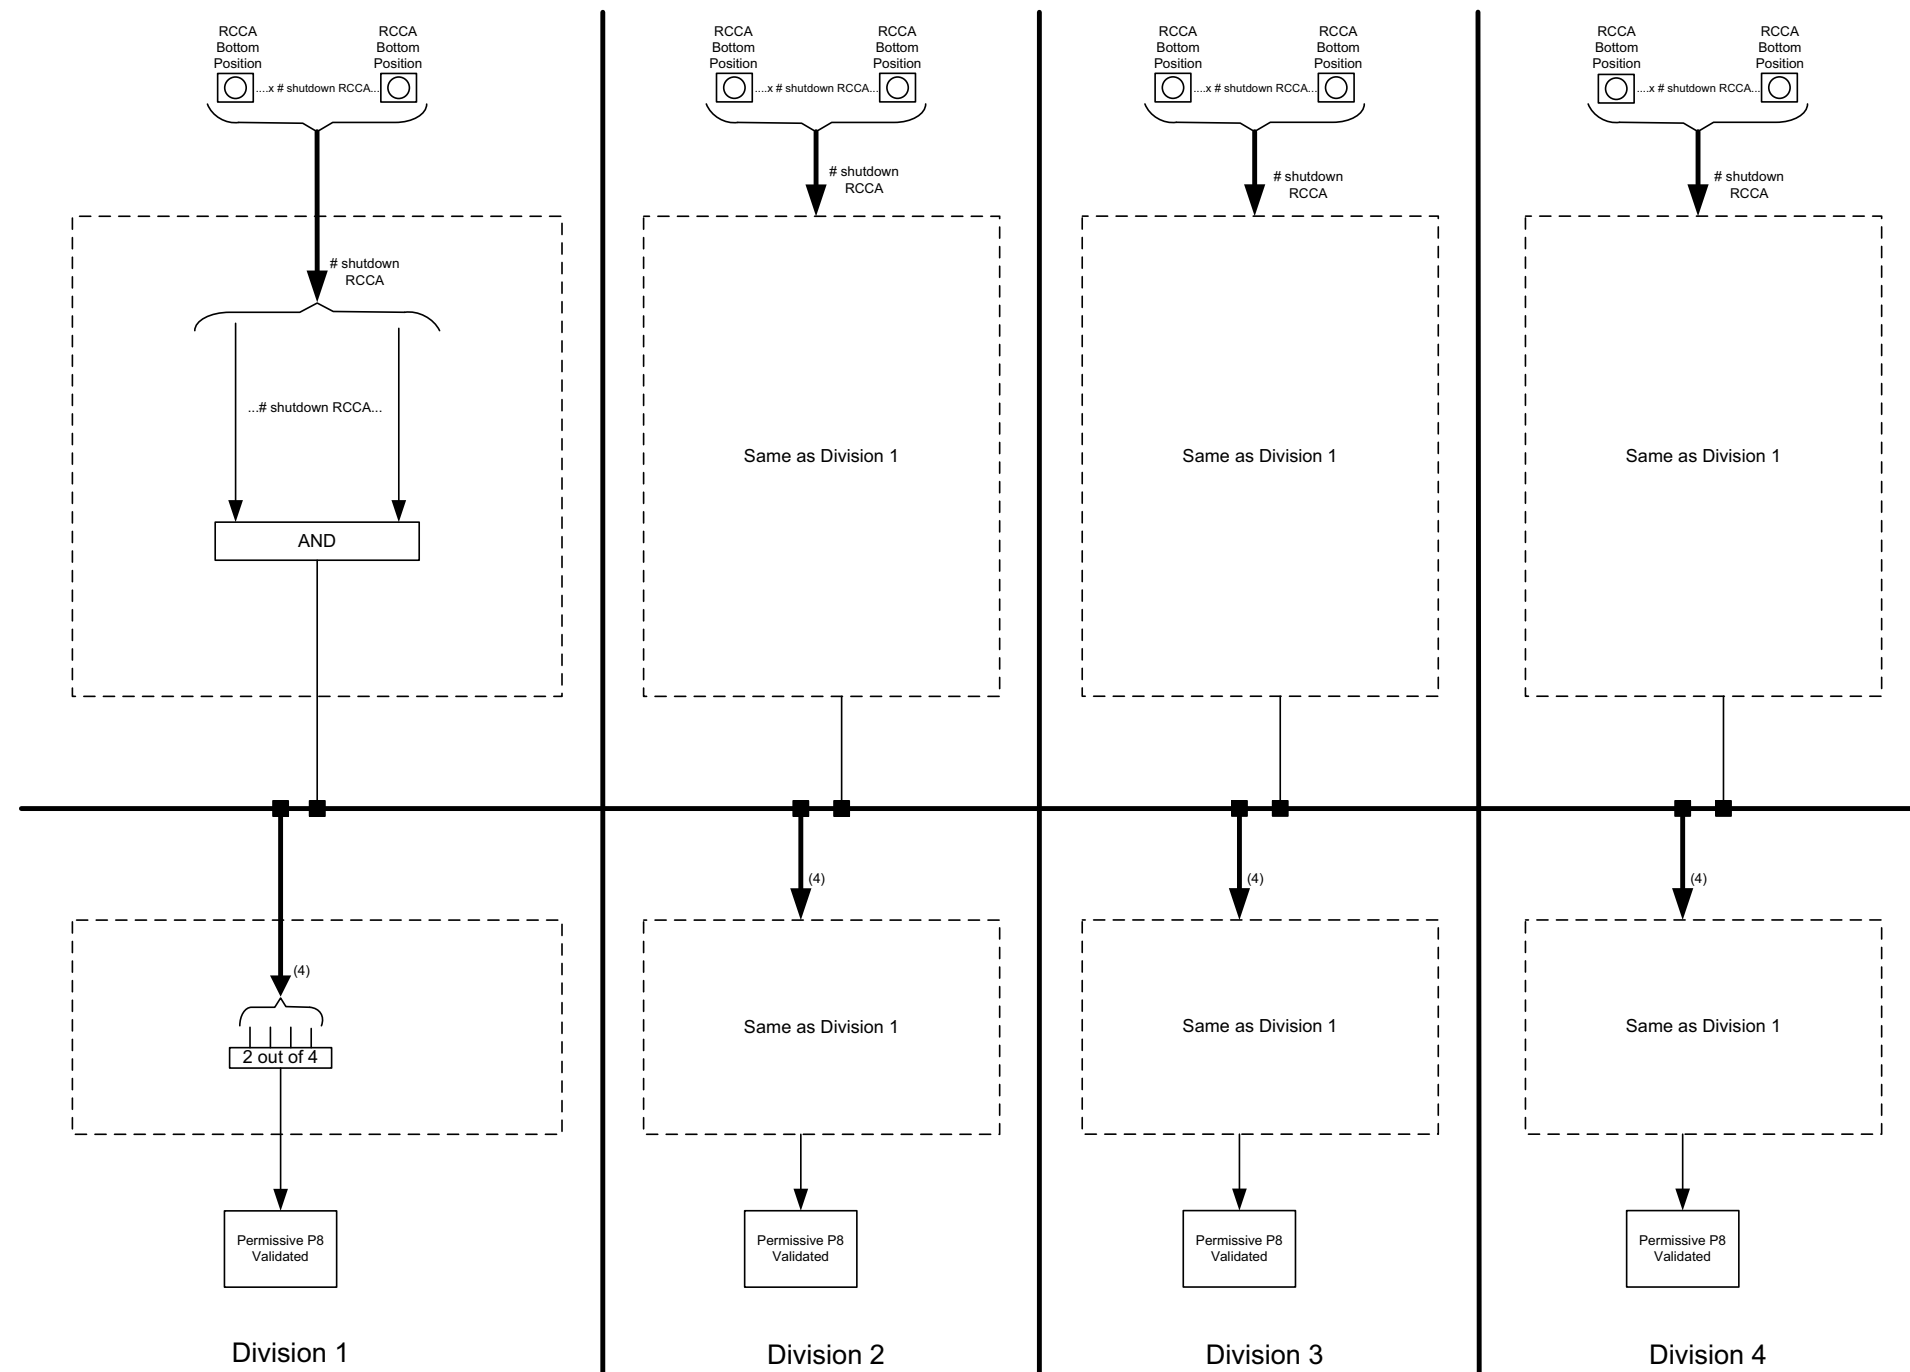 RCCA
Bottom
Position
RCCA
Bottom
Position
....x # shutdown RCCA...
# shutdown
RCCA
...# shutdown RCCA...
AND
(4)
2 out of 4
Permissive P8
Validated
Division 1
RCCA
Bottom
Position
RCCA
Bottom
Position
....x # shutdown RCCA...
# shutdown
RCCA
Same as Division 1
(4)
Same as Division 1
Permissive P8
Validated
Division 2
RCCA
Bottom
Position
RCCA
Bottom
Position
....x # shutdown RCCA...
# shutdown
RCCA
Same as Division 1
(4)
Same as Division 1
Permissive P8
Validated
Division 3
RCCA
Bottom
Position
RCCA
Bottom
Position
....x # shutdown RCCA...
# shutdown
RCCA
Same as Division 1
(4)
Same as Division 1
Permissive P8
Validated
Division 4